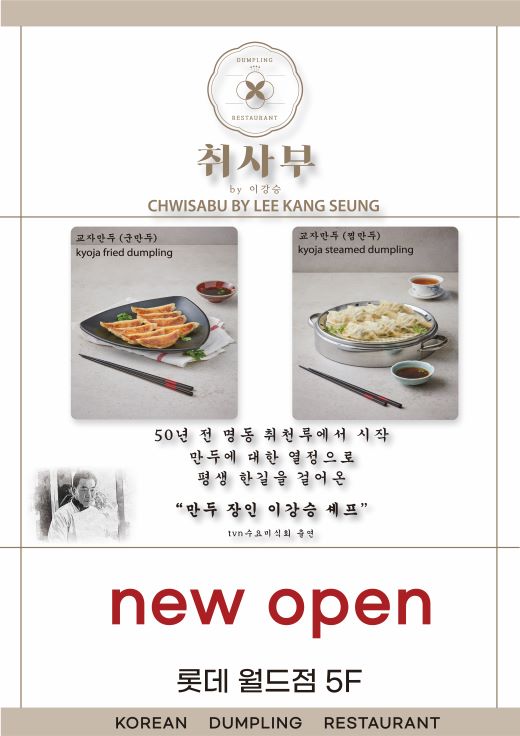 DUMPLING
RESTAURANT
취사부
by 이강승
CHWISABU BY LEE KANG SEUNG
교자만두 (군만두)
kyoja fried dumpling
교자만두 (찜만두)
kyoja steamed dumpling
50년 전 명동 취천루에서 시작
만두에 대한 열정으로
평생 한길을 걸어온
“만두 장인 이강승 셰프”
tvn수요미식회 출연
new open
롯데 월드점 5F
KOREAN DUMPLING RESTAURANT